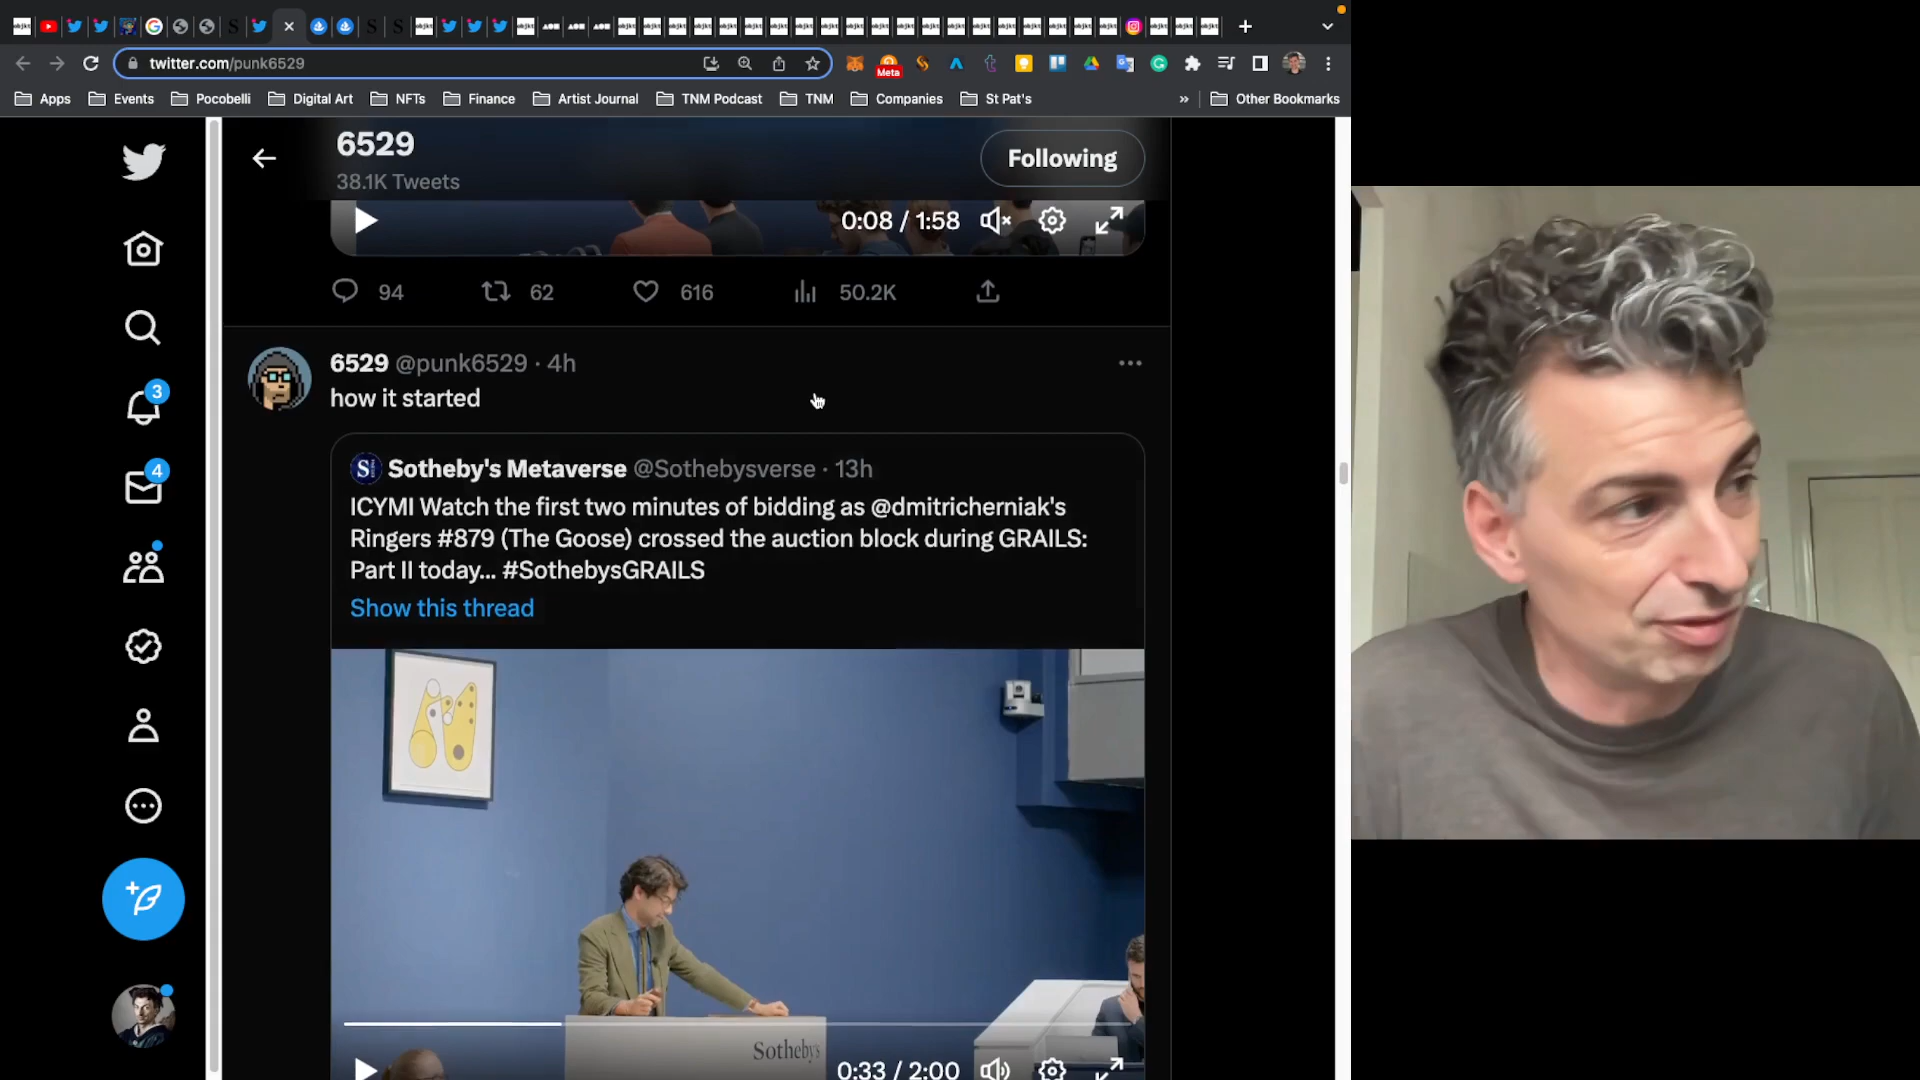 twitter.com/punk6529
Meta
Apps
Events
Pocobelli
Digital Art
NFTs
Finance
Artist Journal
TNM Podcast
TNM
Companies
St Pat's
»
Other Bookmarks
6529
38.1K Tweets
Following
0:08 / 1:58
94
62
616
50.2K
3
4
6529 @punk6529 · 4h
how it started
Sotheby's Metaverse @Sothebysverse · 13h
ICYMI Watch the first two minutes of bidding as @dmitricherniak's
Ringers #879 (The Goose) crossed the auction block during GRAILS:
Part II today... #SothebysGRAILS
Show this thread
Sotheby's
0:33 / 2:00